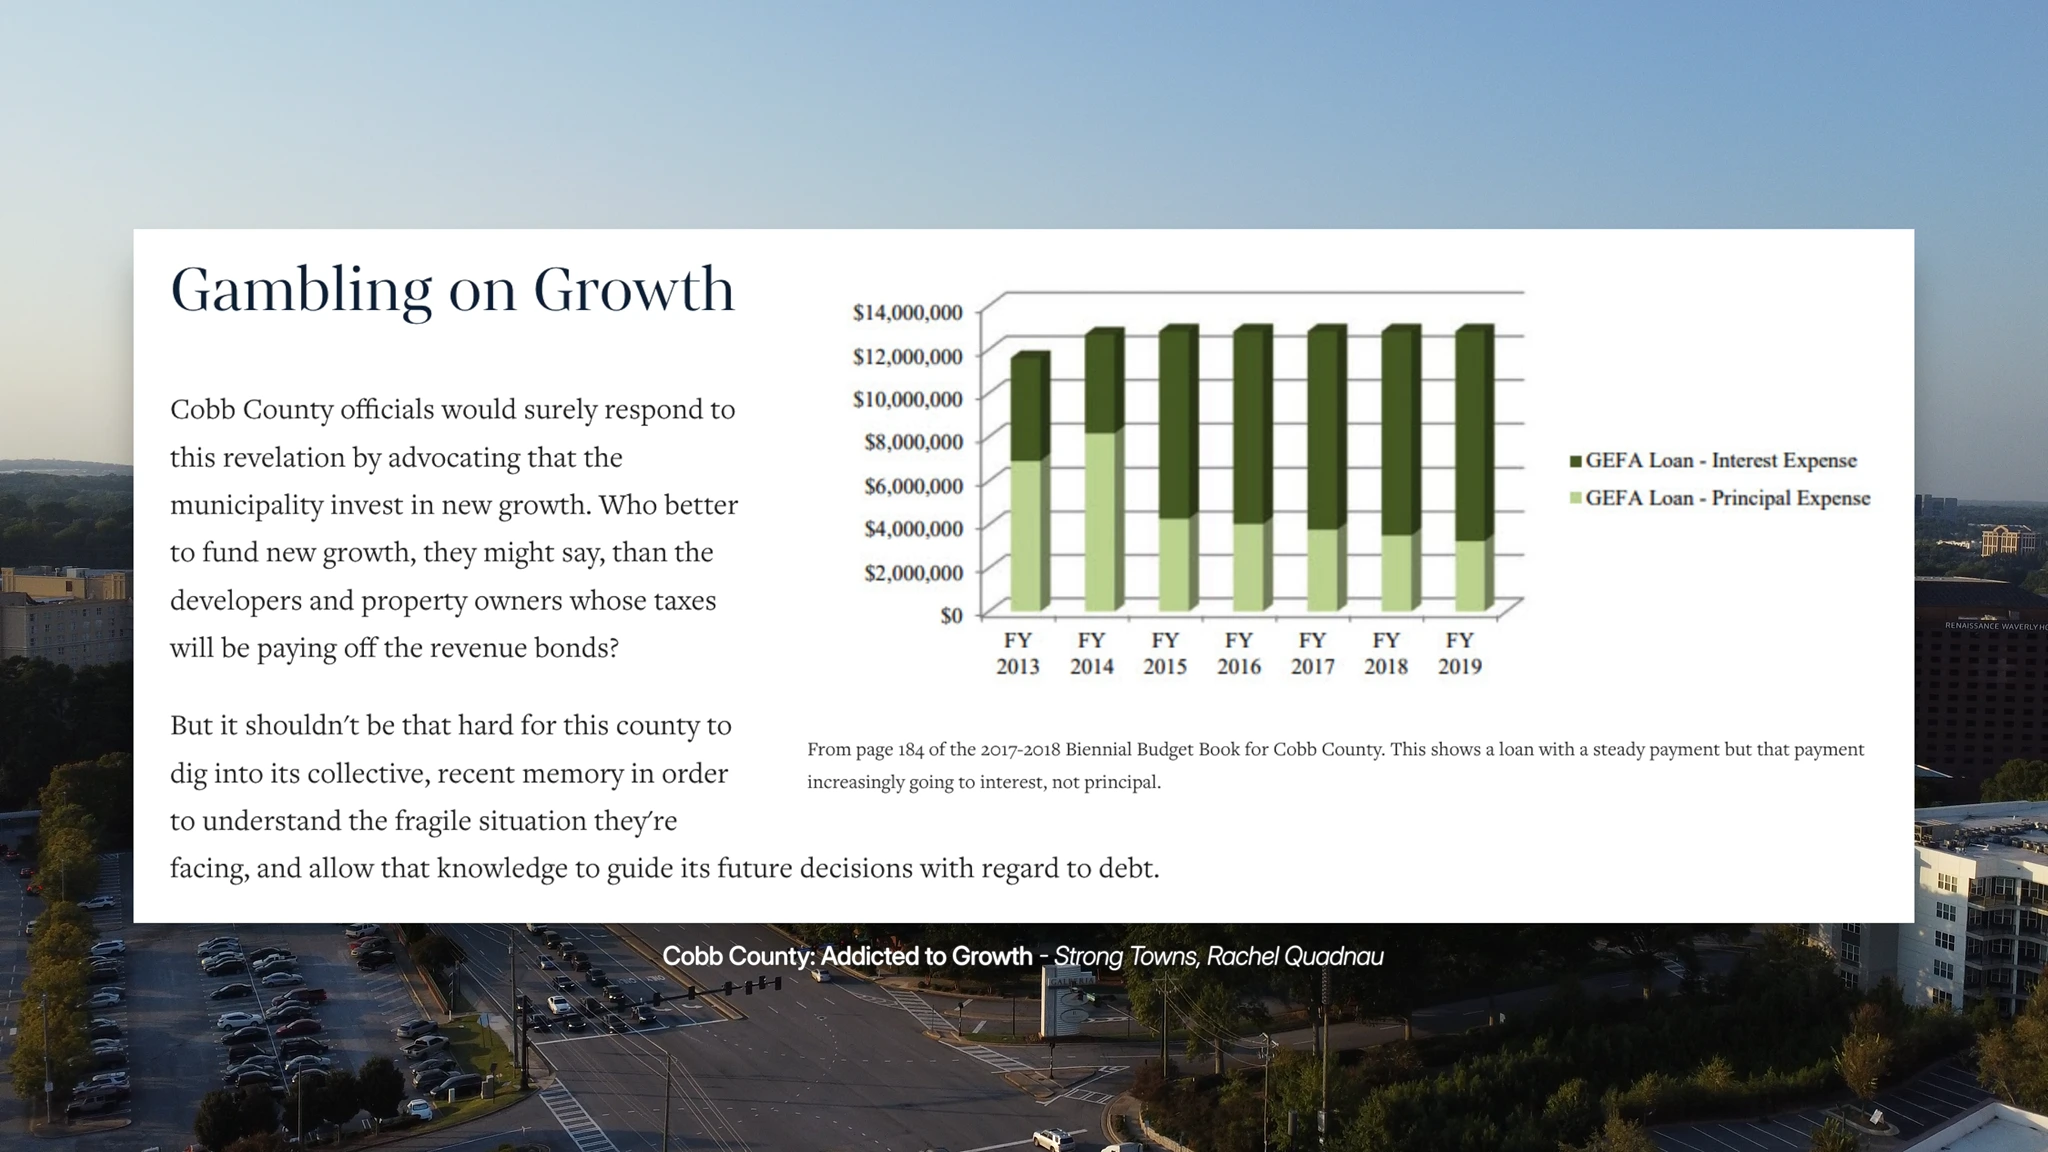 Gambling on Growth
Cobb County officials would surely respond to
this revelation by advocating that the
municipality invest in new growth. Who better
to fund new growth, they might say, than the
developers and property owners whose taxes
will be paying off the revenue bonds?
But it shouldn't be that hard for this county to
dig into its collective, recent memory in order
to understand the fragile situation they're
facing, and allow that knowledge to guide its future decisions with regard to debt.
$14,000,000
$12,000,000
$10,000,000
$8,000,000
$6,000,000
$4,000,000
$2,000,000
$0
FY 2013
FY 2014
FY 2015
FY 2016
FY 2017
FY 2018
FY 2019
GEFA Loan - Interest Expense
GEFA Loan - Principal Expense
From page 184 of the 2017-2018 Biennial Budget Book for Cobb County. This shows a loan with a steady payment but that payment
increasingly going to interest, not principal.
RENAISSANCE WAVERLY
Cobb County: Addicted to Growth - Strong Towns, Rachel Quadnau
GALLERIA